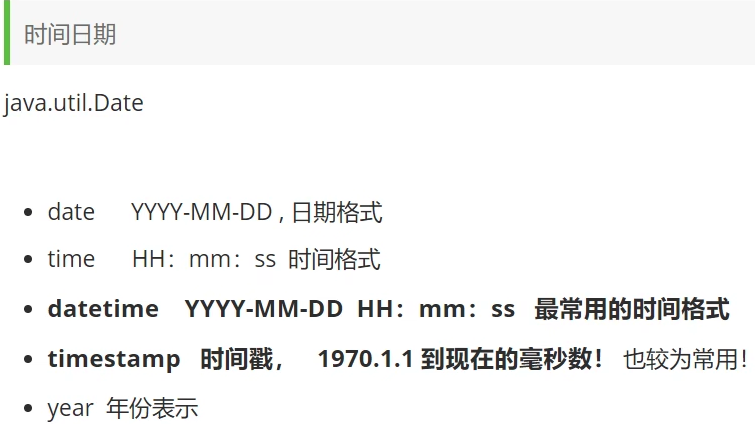 时间日期
java.util.Date
date YYYY-MM-DD , 日期格式
time HH：mm：ss 时间格式
datetime YYYY-MM-DD HH：mm：ss 最常用的时间格式
timestamp 时间戳， 1970.1.1 到现在的毫秒数！ 也较为常用！
year 年份表示